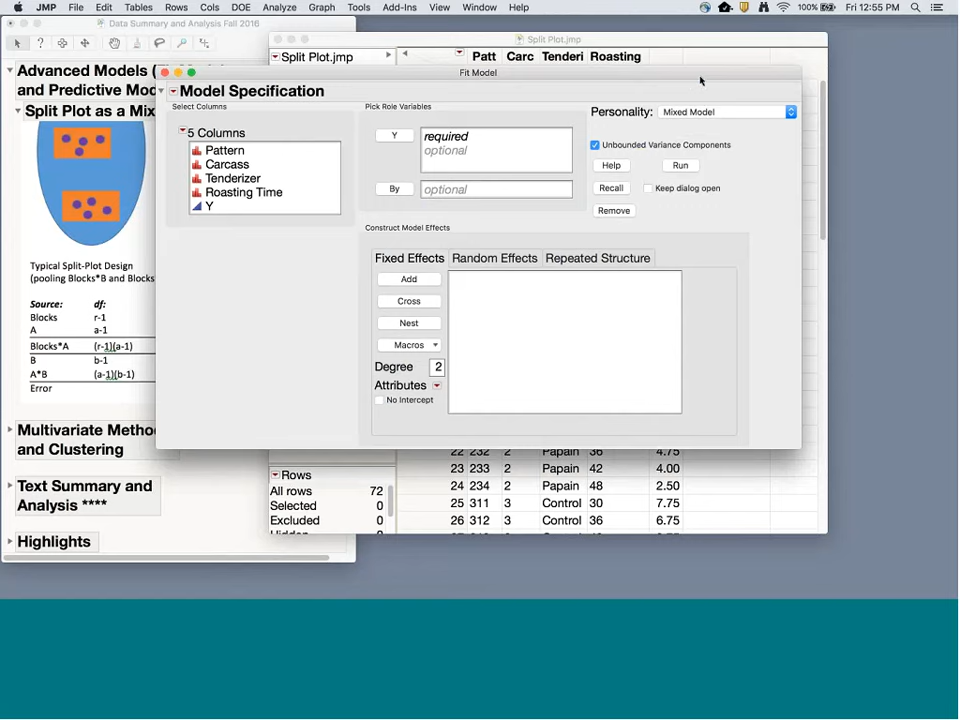 JMP File Edit Tables Rows Cols DOE Analyze Graph Tools Add-Ins View Window Help 100% Fri 12:55 PM
Data Summary and Analysis Fall 2016
Split Plot.jmp
Split Plot.jmp Patt Carc Tenderi Roasting
Advanced Models (
and Predictive Mod
Split Plot as a Mix
Typical Split-Plot Design
(pooling Blocks*B and Blocks
Source: df:
Blocks r-1
A a-1
Blocks*A (r-1)(a-1)
B b-1
A*B (a-1)(b-1)
Error
Multivariate Metho
and Clustering
Text Summary and
Analysis ****
Highlights
Fit Model
Model Specification
Select Columns
5 Columns
Pattern
Carcass
Tenderizer
Roasting Time
Y
Pick Role Variables
Y required
optional
By optional
Personality: Mixed Model
Unbounded Variance Components
Help Run
Recall Keep dialog open
Remove
Construct Model Effects
Fixed Effects Random Effects Repeated Structure
Add
Cross
Nest
Macros
Degree 2
Attributes
No Intercept
Rows
All rows 72
Selected 0
Excluded 0
22 232 2 Papain 36 4.75
23 233 2 Papain 42 4.00
24 234 2 Papain 48 2.50
25 311 3 Control 30 7.75
26 312 3 Control 36 6.75